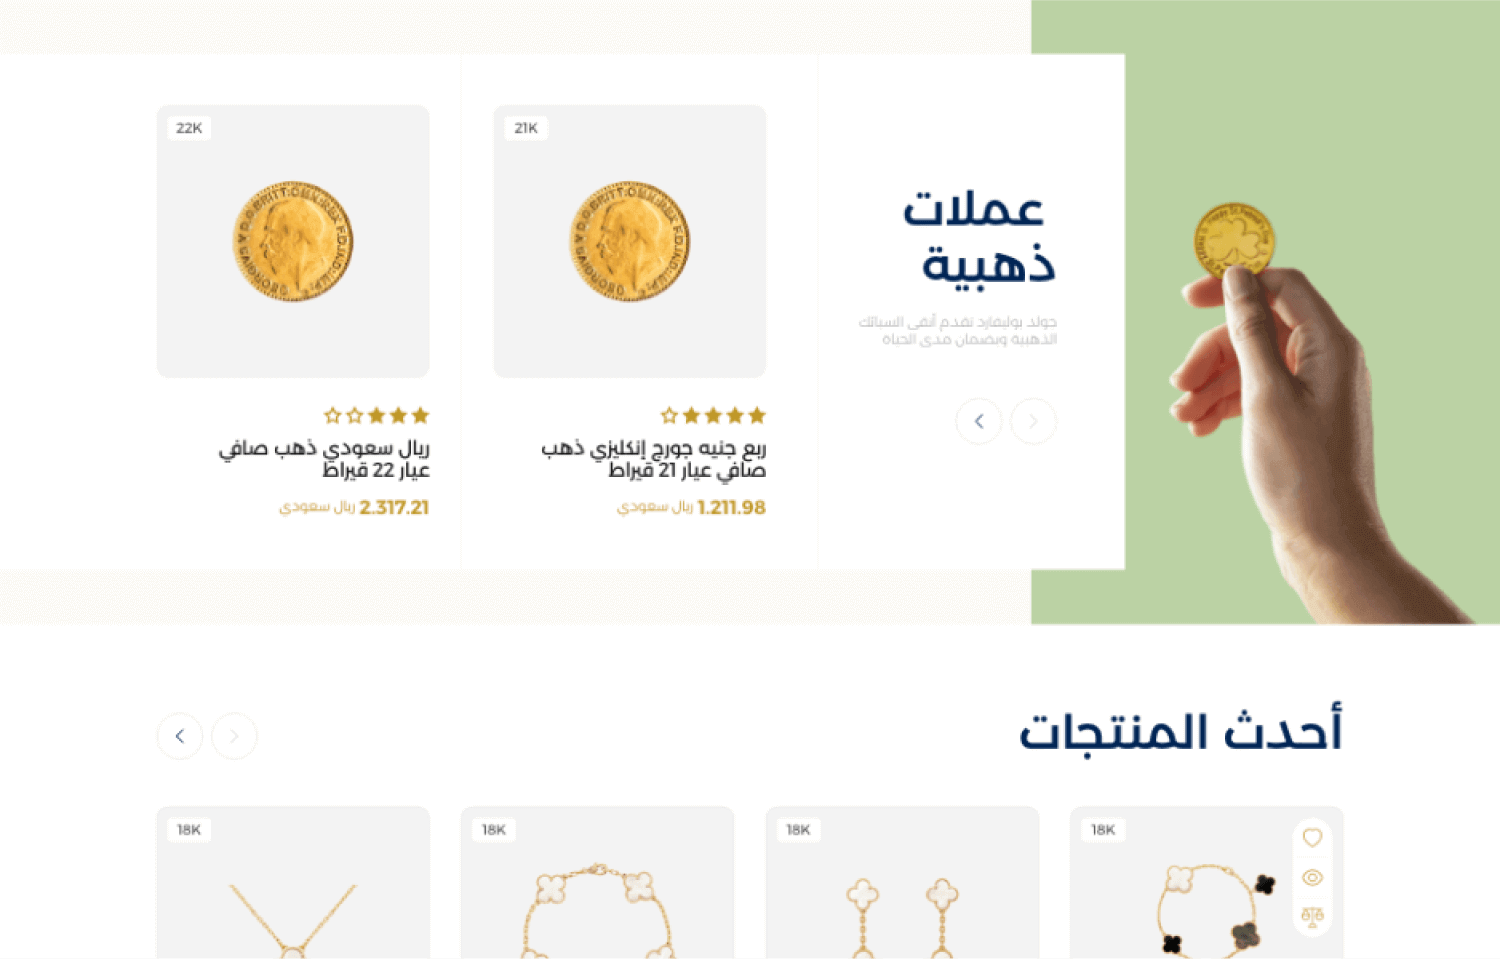 عملات
ذهبية
جولد بوليفارد تقدم أنقى السبائك
الذهبية وبضمان مدى الحياة
21K
ربع جنيه جورج إنكليزي ذهب
صافي عيار 21 قيراط
1.211.98 ريال سعودي
22K
ريال سعودي ذهب صافي
عيار 22 قيراط
2.317.21 ريال سعودي
أحدث المنتجات
18K
18K
18K
18K